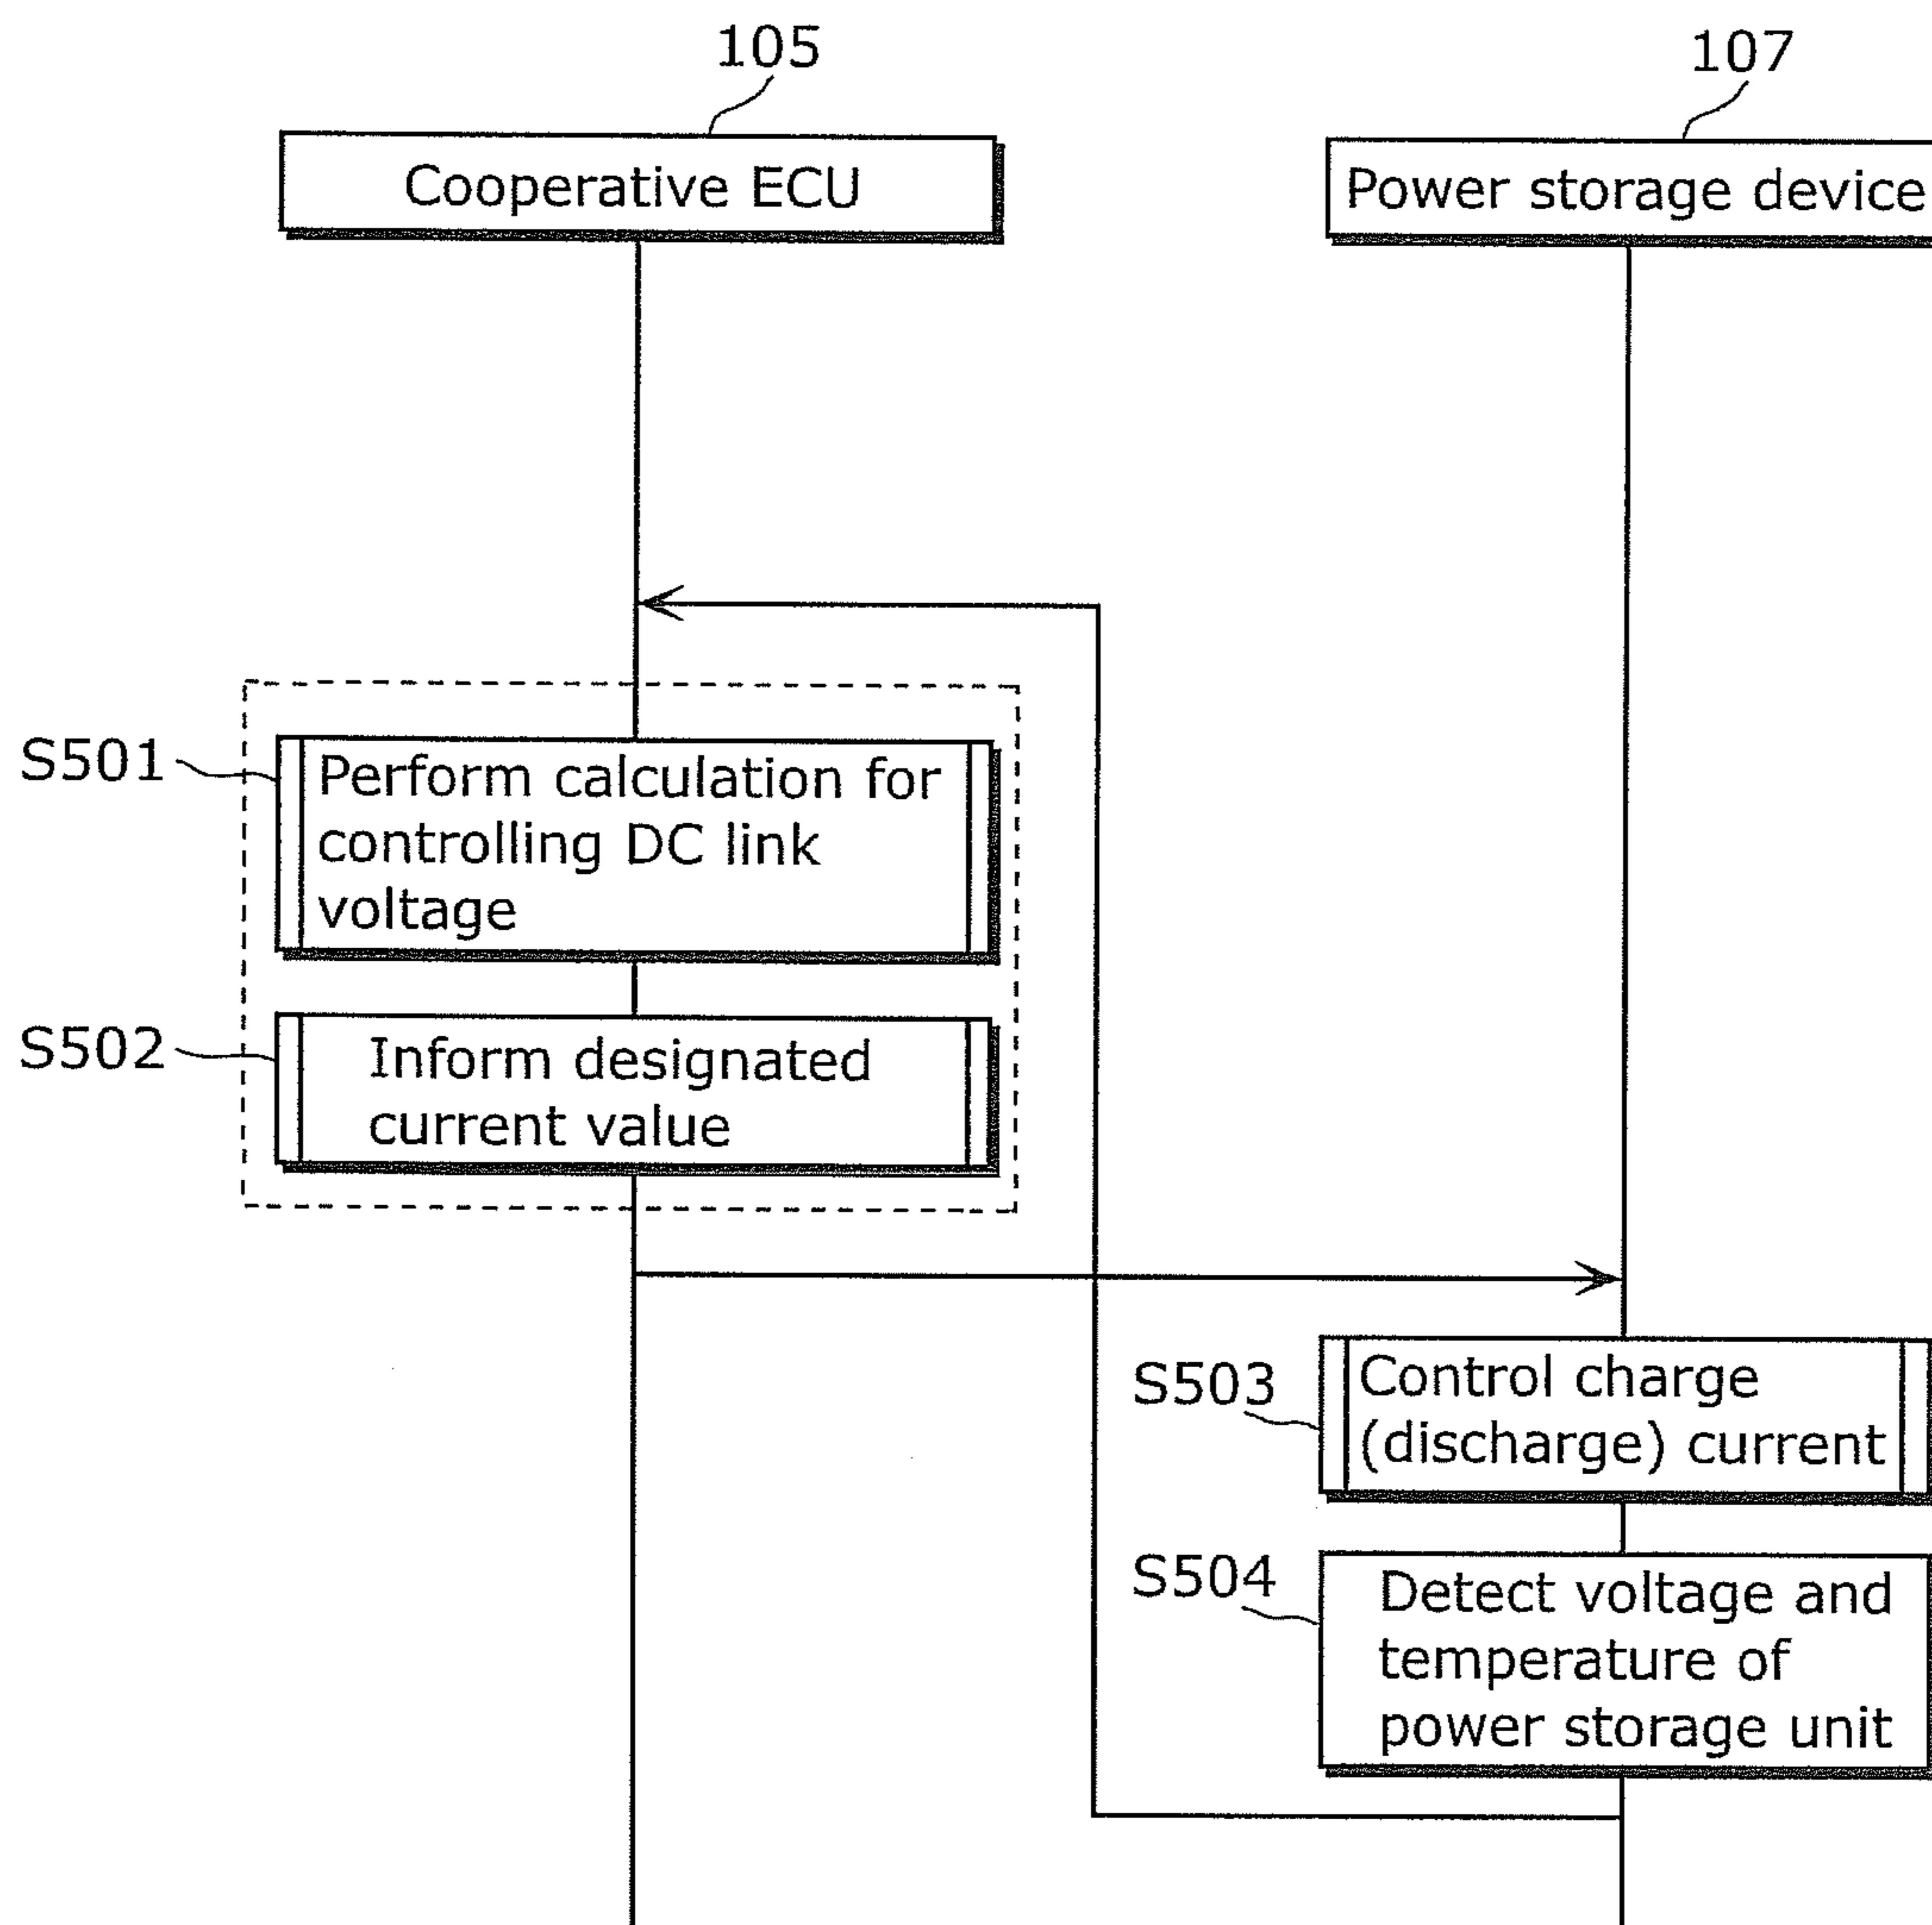 105
107
Cooperative ECU
Power storage device
S501
Perform calculation for
controlling DC link
voltage
S502
Inform designated
current value
S503
Control charge
(discharge) current
S504
Detect voltage and
temperature of
power storage unit